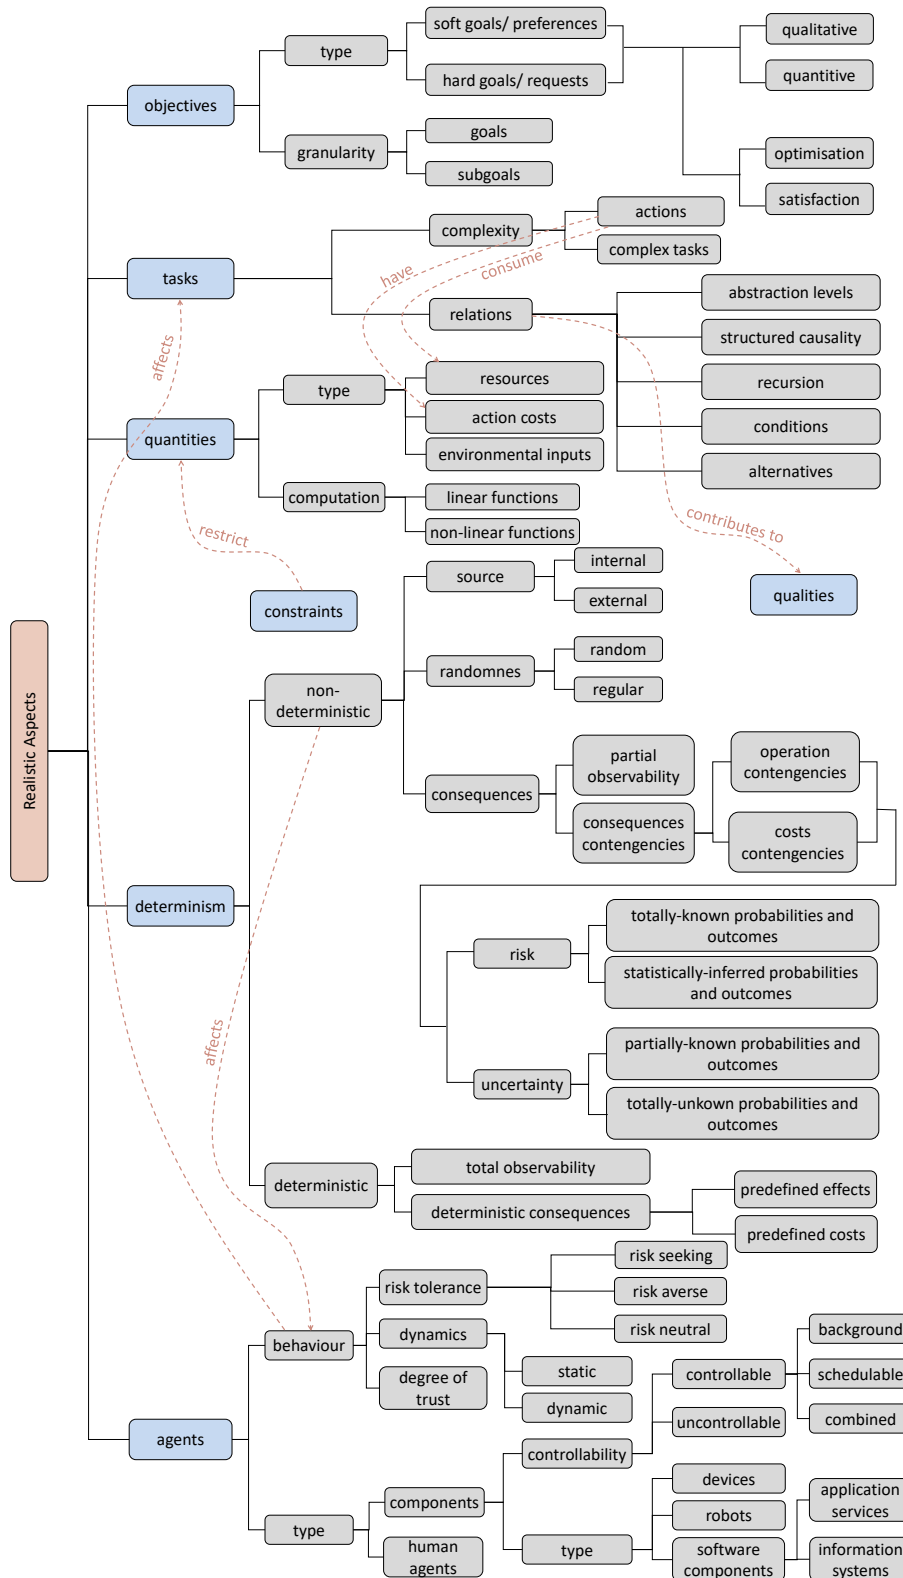 soft goals/ preferences
qualitative
type
hard goals/ requests
quantitive
objectives
goals
granularity
optimisation
subgoals
satisfaction
actions
complexity
complex tasks
have
consume
tasks
abstraction levels
relations
structured causality
affects
resources
recursion
type
action costs
quantities
conditions
environmental inputs
alternatives
computation
linear functions
non-linear functions
restrict
contributes to
internal
source
constraints
external
qualities
random
randomnes
regular
non-
deterministic
Realistic Aspects
partial
observability
operation
contengencies
consequences
consequences
contengencies
costs
contengencies
determinism
totally-known probabilities and
outcomes
risk
statistically-inferred probabilities
and outcomes
affects
partially-known probabilities and
outcomes
uncertainty
totally-unkown probabilities and
outcomes
total observability
deterministic
deterministic consequences
predefined effects
predefined costs
risk seeking
risk tolerance
risk averse
risk neutral
behaviour
dynamics
background
degree of
trust
static
controllable
schedulable
dynamic
uncontrollable
combined
agents
controllability
devices
application
services
components
type
robots
human
agents
type
software
components
information
systems